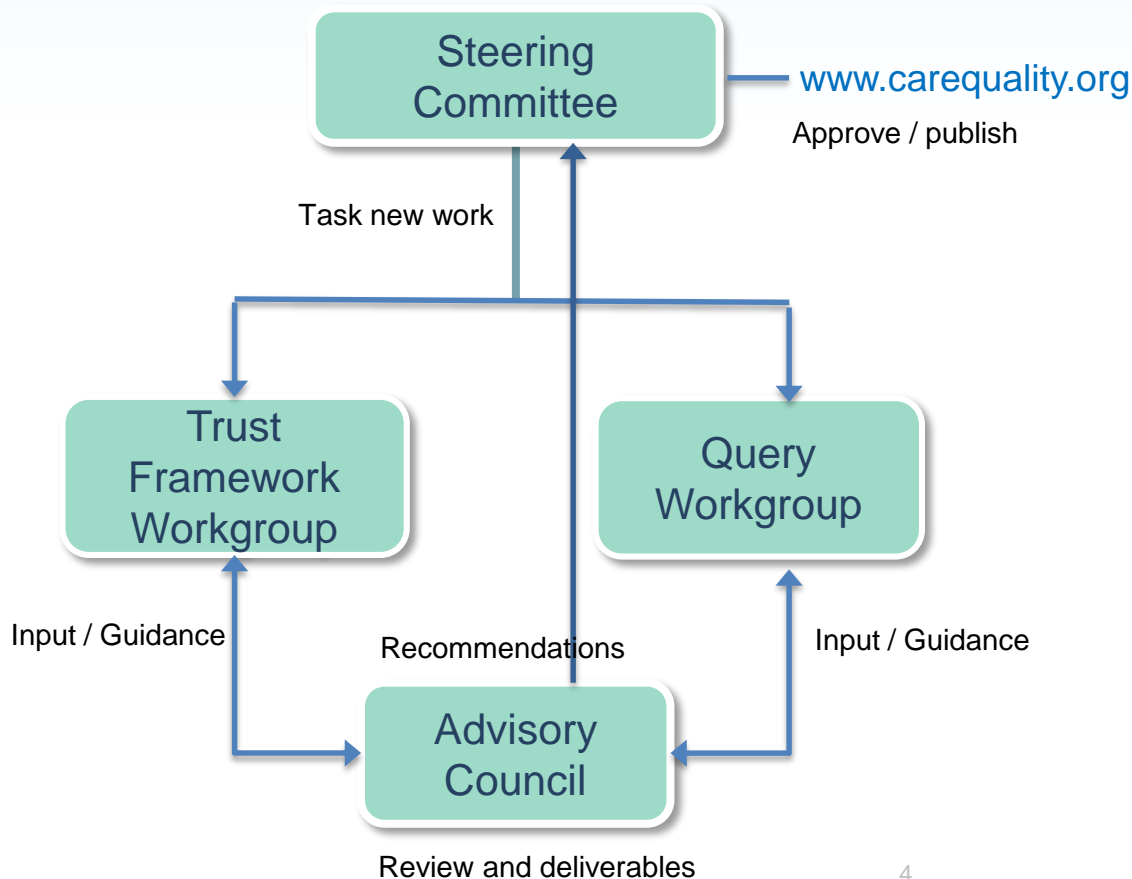 Steering
Committee
www.carequality.org
Approve / publish
Task new work
Trust
Framework
Workgroup
Query
Workgroup
Input / Guidance
Recommendations
Input / Guidance
Advisory
Council
Review and deliverables
4